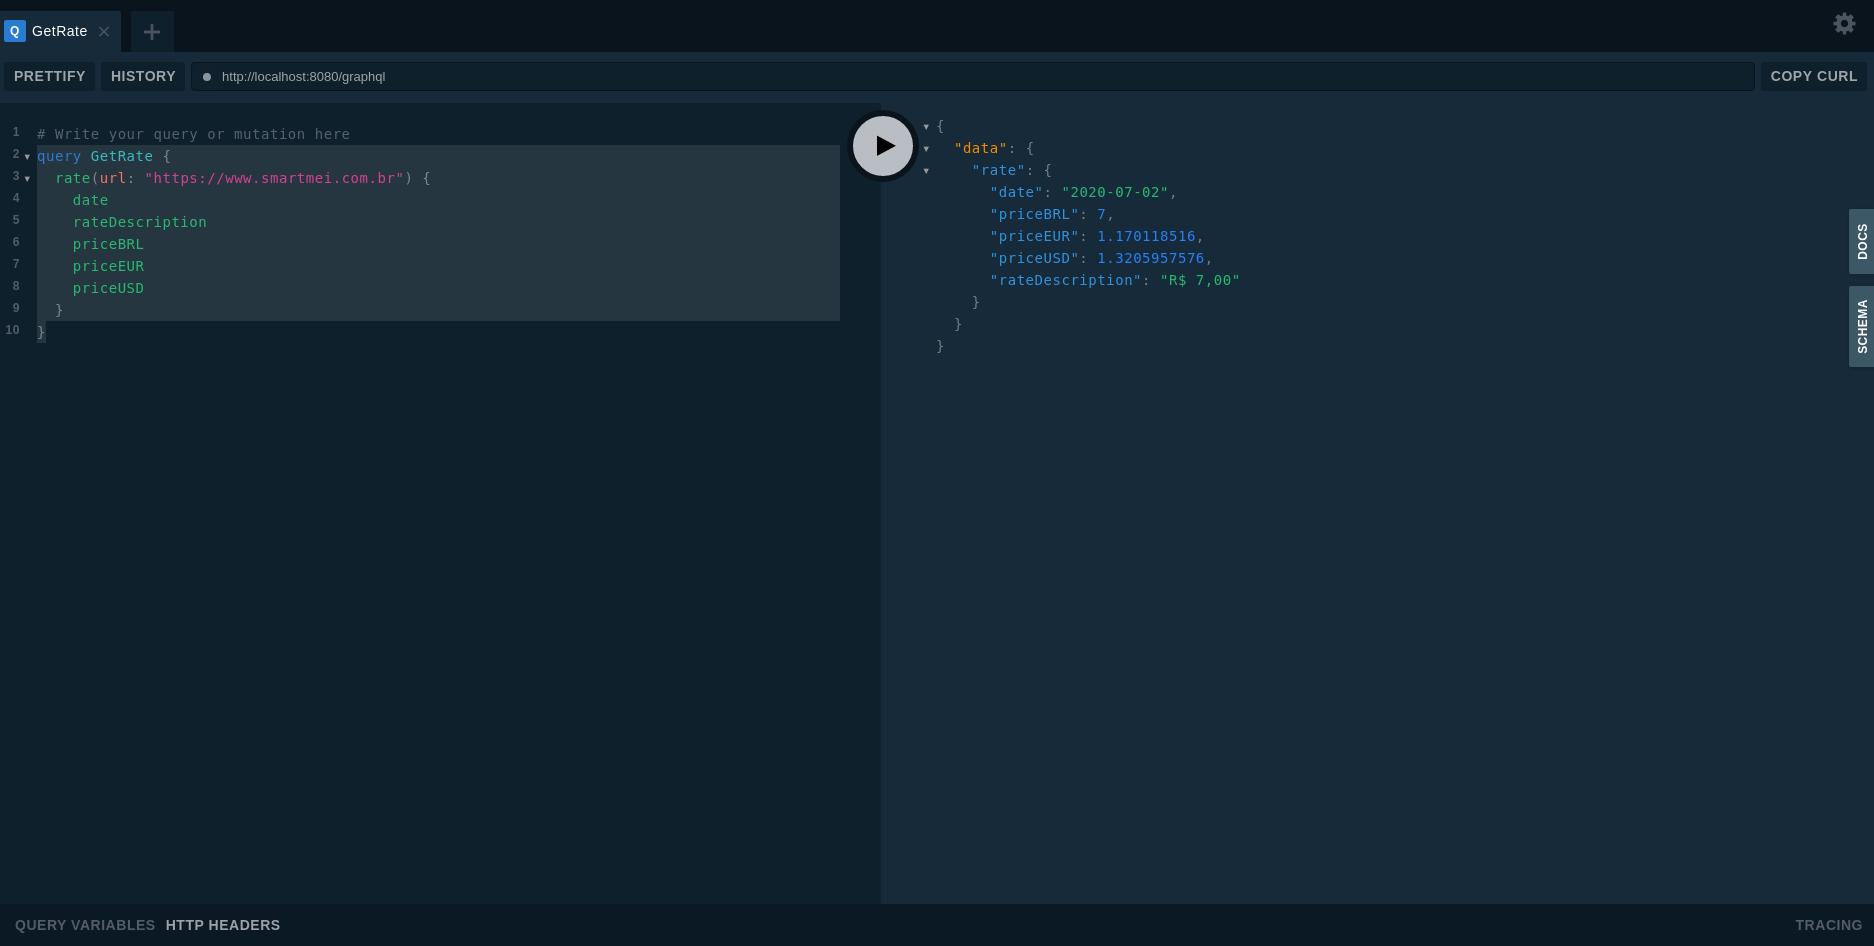 Q GetRate
PRETTIFY HISTORY http://localhost:8080/graphql COPY CURL
1 # Write your query or mutation here
2 query GetRate {
3 rate(url: "https://www.smartmei.com.br") {
4 date
5 rateDescription
6 priceBRL
7 priceEUR
8 priceUSD
9 }
10 }
{
"data": {
"rate": {
"date": "2020-07-02",
"priceBRL": 7,
"priceEUR": 1.170118516,
"priceUSD": 1.3205957576,
"rateDescription": "R$ 7,00"
}
}
}
DOCS
SCHEMA
QUERY VARIABLES HTTP HEADERS TRACING